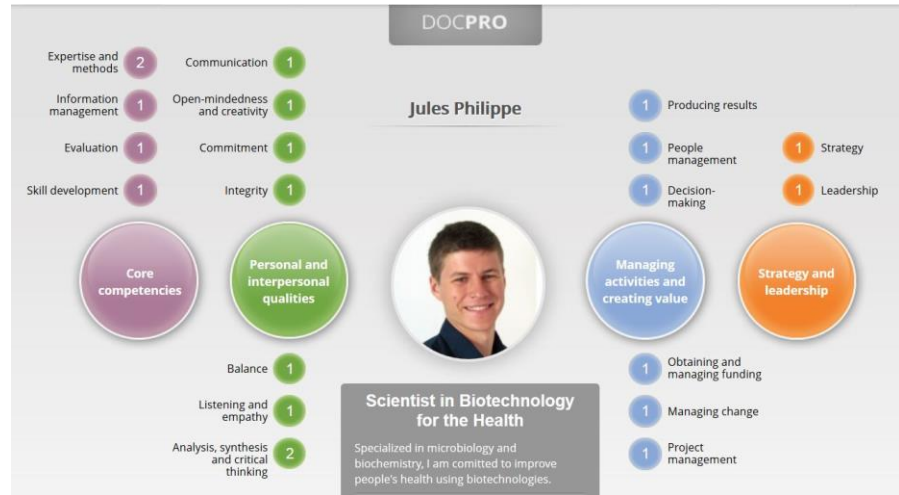 DOCPRO
Expertise and
methods
2
Communication
1
Information
management
1
Open-mindedness
and creativity
1
Jules Philippe
1
Producing results
Evaluation
1
Commitment
1
1
People
management
1
Strategy
Skill development
1
Integrity
1
1
Decision-
making
1
Leadership
Core
competencies
Personal and
interpersonal
qualities
Managing
activities and
creating value
Strategy and
leadership
Balance
1
Listening and
empathy
1
Analysis, synthesis
and critical
thinking
2
Scientist in Biotechnology
for the Health
Specialized in microbiology and
biochemistry, I am comitted to improve
people's health using biotechnologies.
1
Obtaining and
managing funding
1
Managing change
1
Project
management